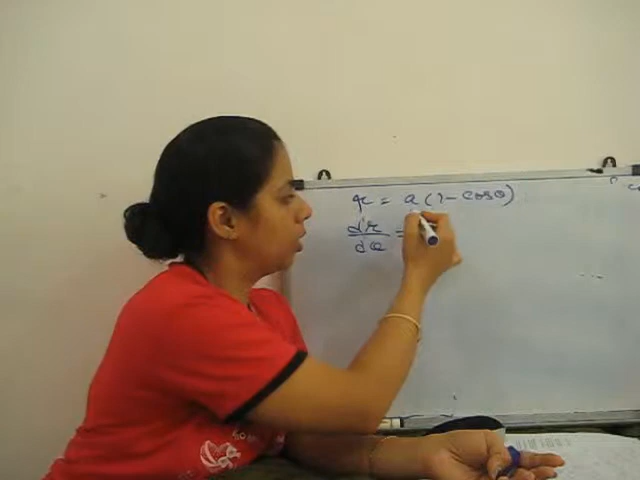 r = a (1 - cosθ)
dr/dθ =